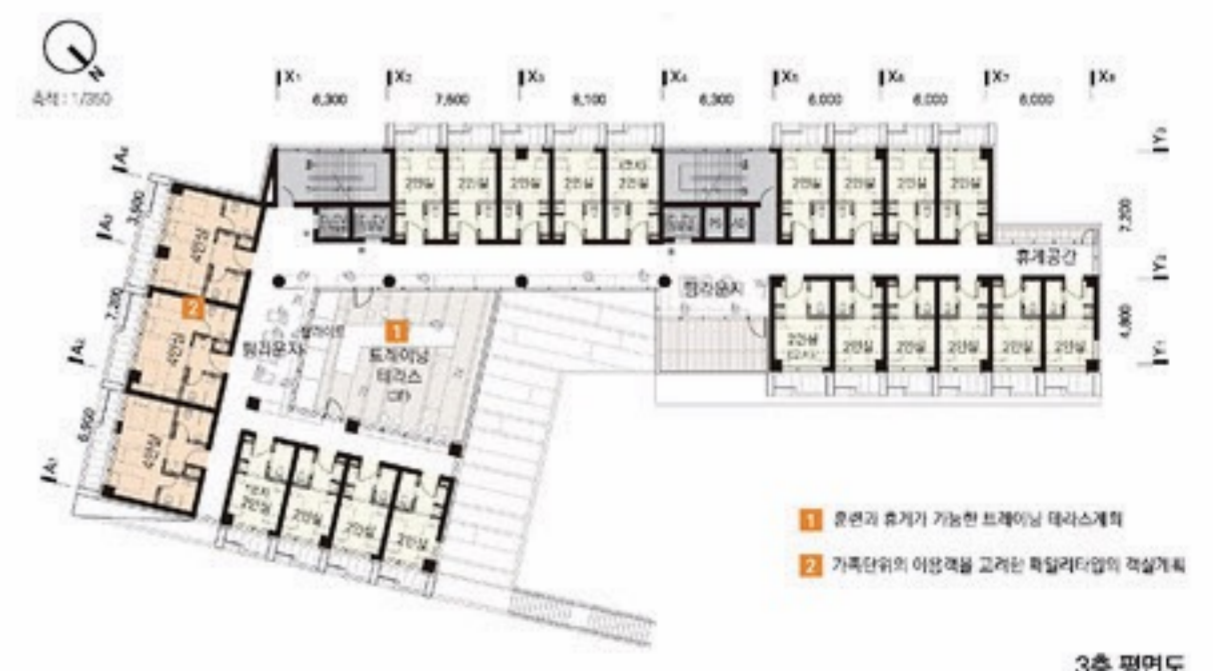 N
축척 : 1/350
X1
X2
X3
X4
X5
X6
X7
X8
6,300
7,600
8,100
6,300
6,000
6,000
6,000
A4
A3
A2
A1
3,600
7,200
6,900
Y3
Y2
Y1
7,200
4,800
2인실
2인실
2인실
2인실
2인실
2인실
2인실
2인실
2인실
4인실
2
4인실
4인실
휴게공간
팀라운지
팀라운지
1
트레이닝
테라스
2인실
2인실
2인실
2인실
2인실
2인실
2인실
2인실
2인실
2인실
1 훈련과 휴게가 가능한 트레이닝 테라스계획
2 가족단위의 이용객을 고려한 패밀리타입의 객실계획
3층 평면도